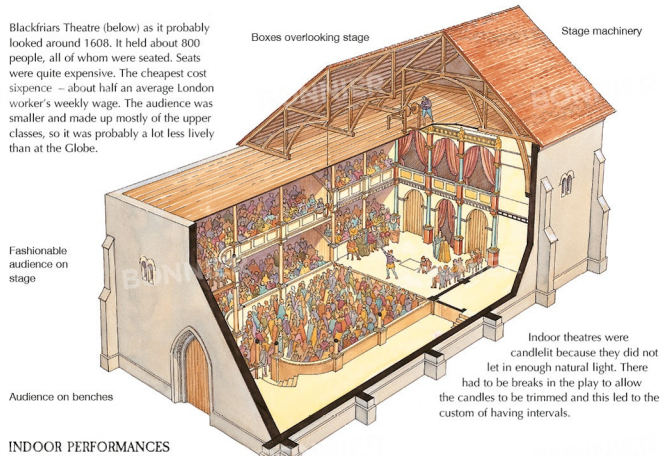 Blackfriars Theatre (below) as it probably
looked around 1608. It held about 800
people, all of whom were seated. Seats
were quite expensive. The cheapest cost
sixpence – about half an average London
worker's weekly wage. The audience was
smaller and made up mostly of the upper
classes, so it was probably a lot less lively
than at the Globe.
Boxes overlooking stage
Stage machinery
Fashionable
audience on
stage
Audience on benches
Indoor theatres were
candlelit because they did not
let in enough natural light. There
had to be breaks in the play to allow
the candles to be trimmed and this led to the
custom of having intervals.
INDOOR PERFORMANCES
BONNIER
BONNIER
BONNIER